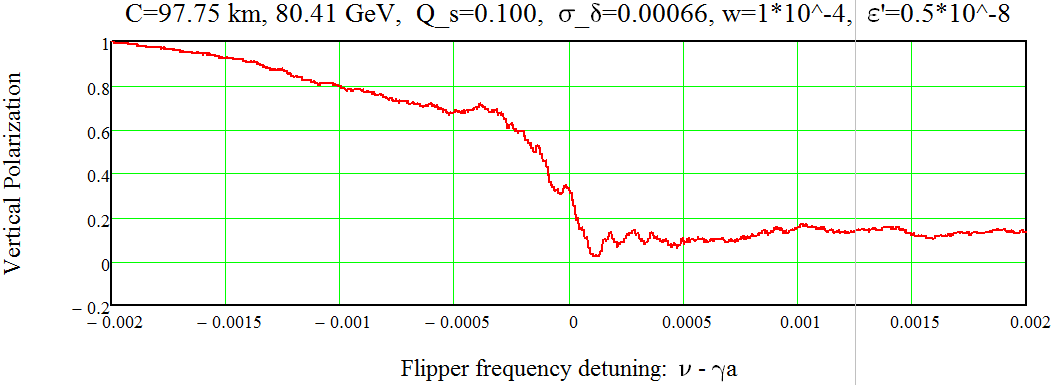 C=97.75 km, 80.41 GeV, Q_s=0.100, σ_δ=0.00066, w=1*10^-4, ε'=0.5*10^-8
Vertical Polarization
1
0.8
0.6
0.4
0.2
0
– 0.2
– 0.002 – 0.0015 – 0.001 – 0.0005 0 0.0005 0.001 0.0015 0.002
Flipper frequency detuning: ν - γa